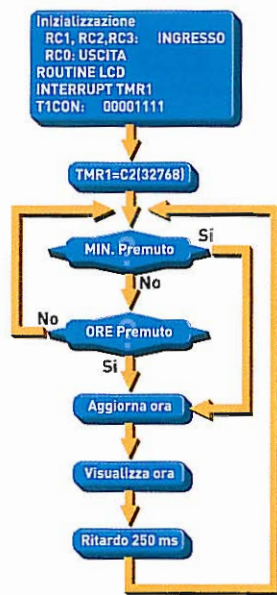 Inizializzazione
RC1, RC2,RC3: INGRESSO
RC0: USCITA
ROUTINE LCD
INTERRUPT TMR1
T1CON: 00001111
TMR1=C2(32768)
MIN. Premuto
Sí
No
ORE Premuto
No
Si
Aggiorna ora
Visualizza ora
Ritardo 250 ms